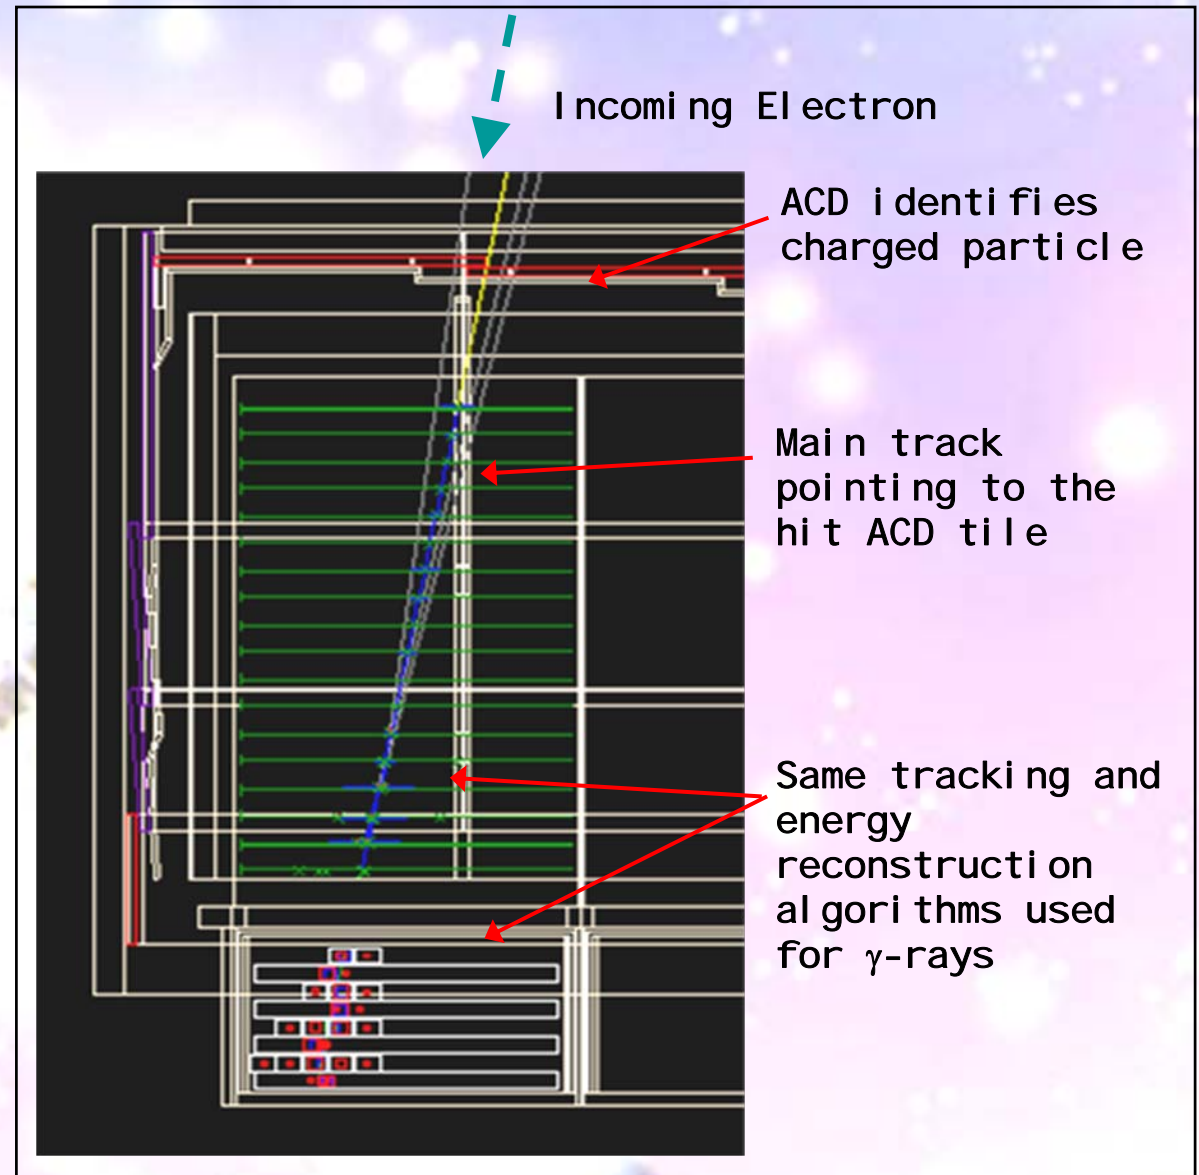 Incoming Electron
ACD identifies
charged particle
Main track
pointing to the
hit ACD tile
Same tracking and
energy
reconstruction
algorithms used
for γ-rays